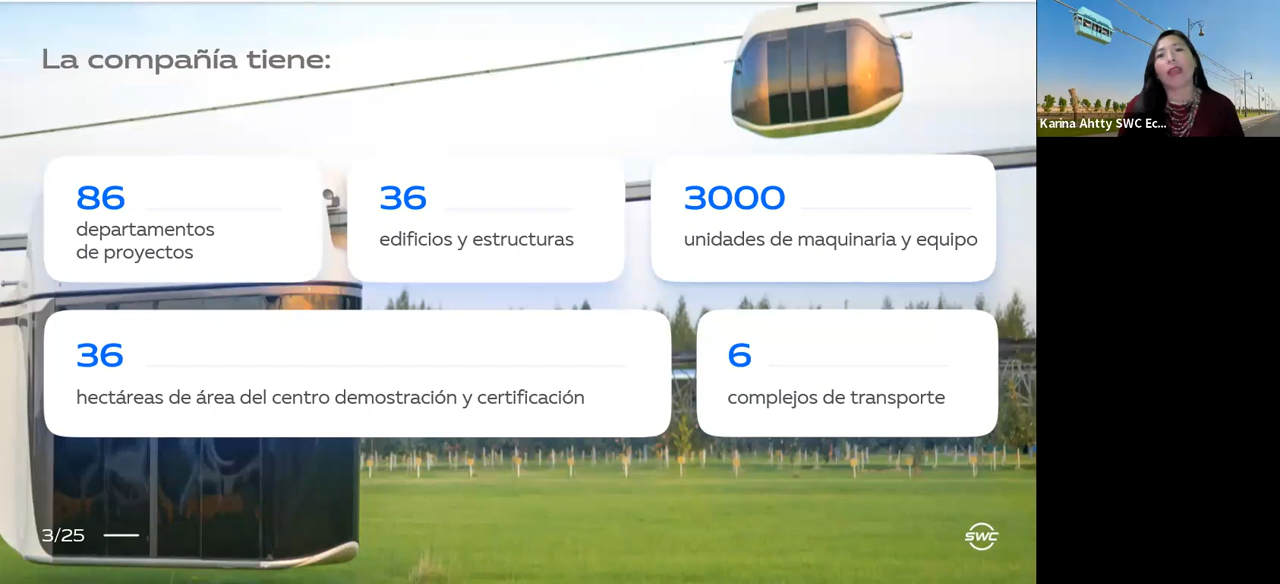 La compañía tiene:
86
departamentos
de proyectos
36
edificios y estructuras
3000
unidades de maquinaria y equipo
36
hectáreas de área del centro demostración y certificación
6
complejos de transporte
3/25
SWC
Karina Ahtty SWC Ec...